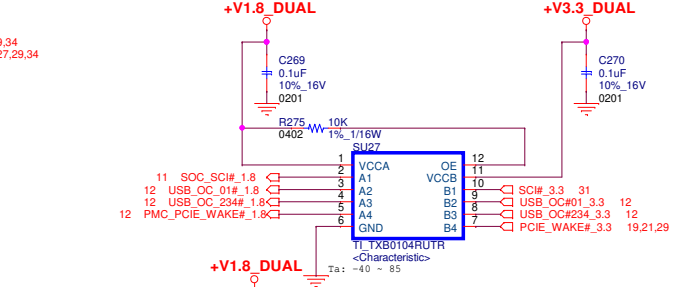 +V1.8_DUAL
+V3.3_DUAL
9,34
27,29,34
C269
0.1uF
10%_16V
0201
C270
0.1uF
10%_16V
0201
R275 10K
0402 1%_1/16W
SU27
1 VCCA OE 12
11 SOC_SCI#_1.8 2 A1 VCCB 11
12 USB_OC_01#_1.8 3 A2 B1 10 SCI#_3.3 31
12 USB_OC_234#_1.8 4 A3 B2 9 USB_OC#01_3.3 12
12 PMC_PCIE_WAKE#_1.8 5 A4 B3 8 USB_OC#234_3.3 12
6 GND B4 7 PCIE_WAKE#_3.3 19,21,29
TI_TXB0104RUTR
<Characteristic>
Ta: -40 ~ 85
+V1.8_DUAL